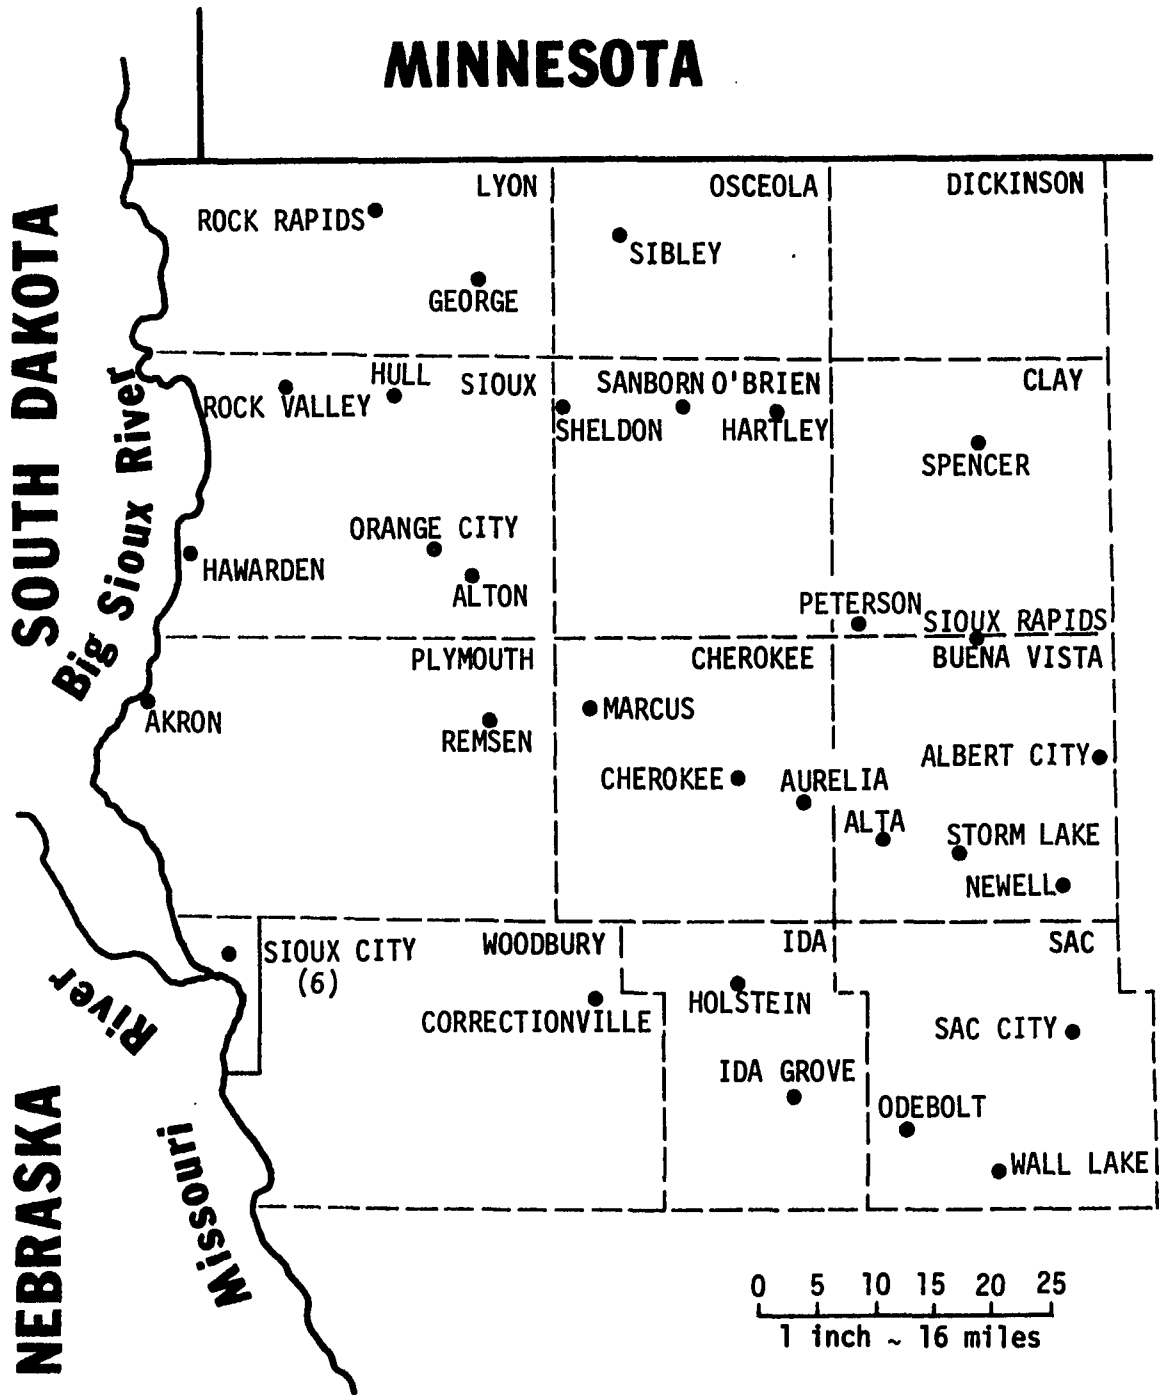 MINNESOTA
SOUTH DAKOTA
NEBRASKA
Big Sioux River
Missouri River
LYON
OSCEOLA
DICKINSON
ROCK RAPIDS
SIBLEY
GEORGE
HULL
SIOUX
SANBORN
O'BRIEN
CLAY
ROCK VALLEY
SHELDON
HARTLEY
SPENCER
ORANGE CITY
HAWARDEN
ALTON
PETERSON
SIOUX RAPIDS
PLYMOUTH
CHEROKEE
BUENA VISTA
MARCUS
AKRON
REMSEN
ALBERT CITY
CHEROKEE
AURELIA
ALTA
STORM LAKE
NEWELL
SIOUX CITY
(6)
WOODBURY
IDA
SAC
HOLSTEIN
CORRECTIONVILLE
SAC CITY
IDA GROVE
ODEBOLT
WALL LAKE
0 5 10 15 20 25
1 inch ~ 16 miles